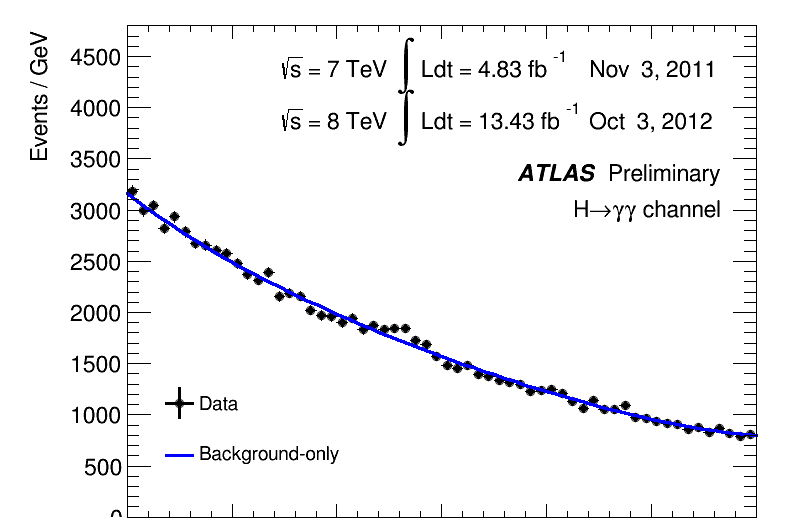 Events / GeV
4500
4000
3500
3000
2500
2000
1500
1000
500
0
√s = 7 TeV ∫ Ldt = 4.83 fb⁻¹ Nov 3, 2011
√s = 8 TeV ∫ Ldt = 13.43 fb⁻¹ Oct 3, 2012
ATLAS Preliminary
H→γγ channel
Data
Background-only